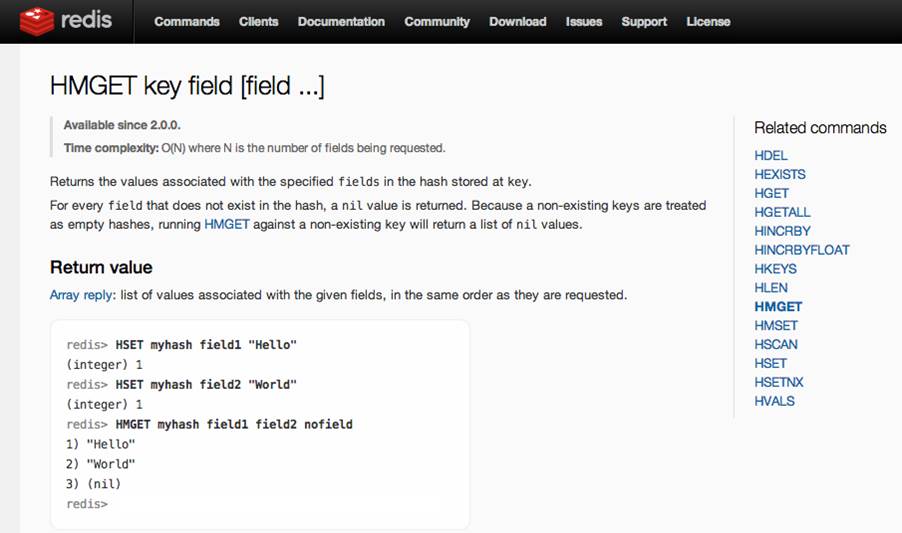 redis Commands Clients Documentation Community Download Issues Support License
HMGET key field [field ...]
Available since 2.0.0.
Time complexity: O(N) where N is the number of fields being requested.
Returns the values associated with the specified fields in the hash stored at key.
For every field that does not exist in the hash, a nil value is returned. Because a non-existing keys are treated
as empty hashes, running HMGET against a non-existing key will return a list of nil values.
Return value
Array reply: list of values associated with the given fields, in the same order as they are requested.
redis> HSET myhash field1 "Hello"
(integer) 1
redis> HSET myhash field2 "World"
(integer) 1
redis> HMGET myhash field1 field2 nofield
1) "Hello"
2) "World"
3) (nil)
redis>
Related commands
HDEL
HEXISTS
HGET
HGETALL
HINCRBY
HINCRBYFLOAT
HKEYS
HLEN
HMGET
HMSET
HSCAN
HSET
HSETNX
HVALS